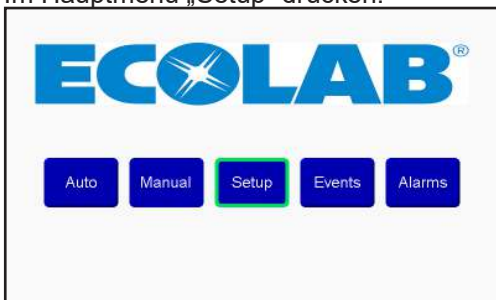 Im Hauptmenü „Setup“ drücken:
ECOLAB®
Auto Manual Setup Events Alarms